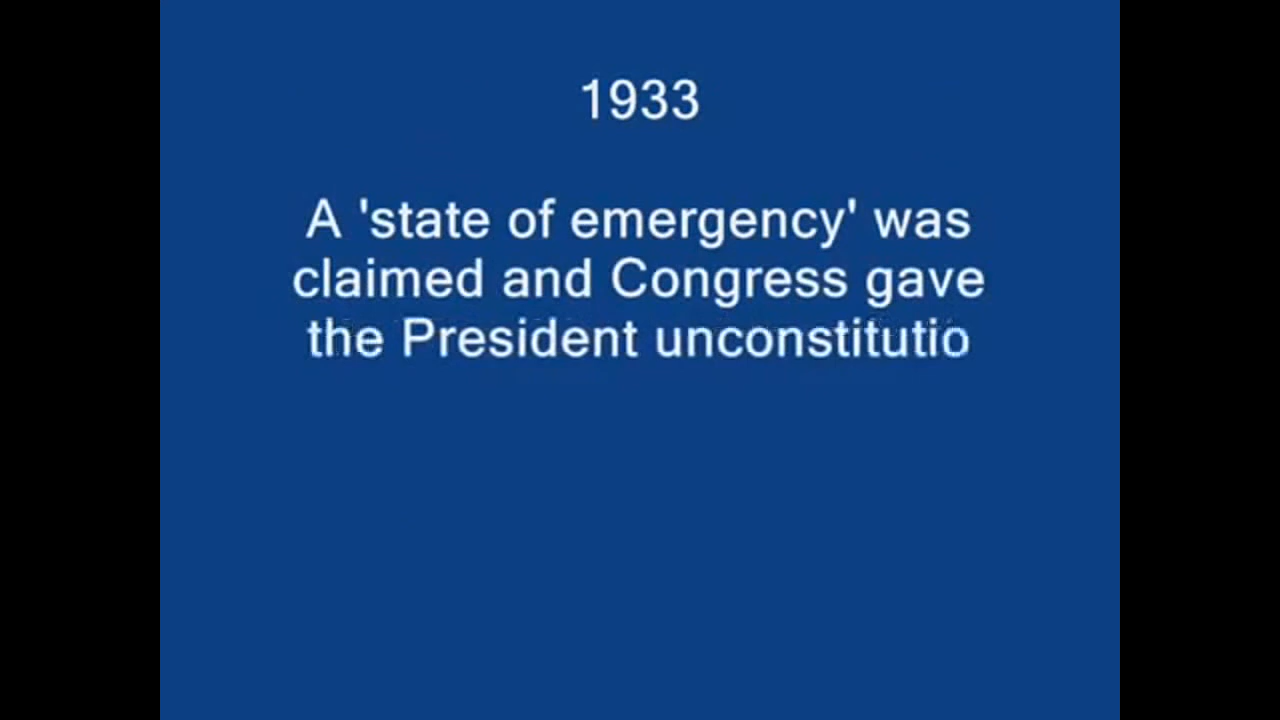 1933
A 'state of emergency' was
claimed and Congress gave
the President unconstitutio